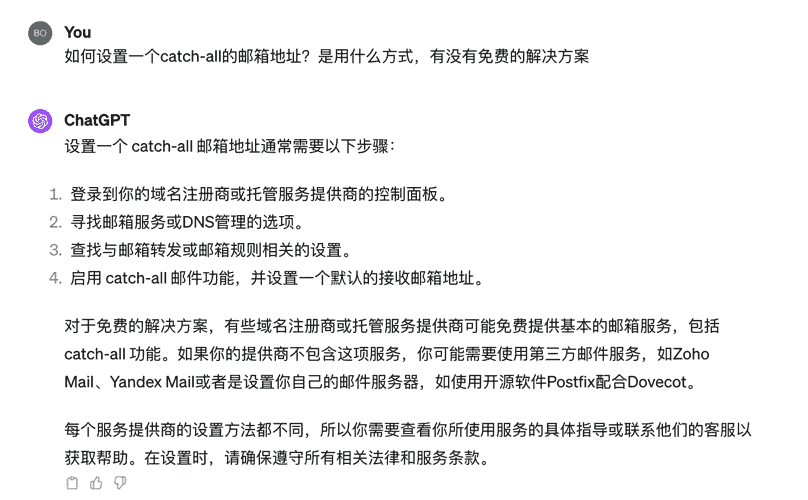 BO
You
如何设置一个catch-all的邮箱地址？是用什么方式，有没有免费的解决方案
ChatGPT
设置一个 catch-all 邮箱地址通常需要以下步骤：
1. 登录到你的域名注册商或托管服务提供商的控制面板。
2. 寻找邮箱服务或DNS管理的选项。
3. 查找与邮箱转发或邮箱规则相关的设置。
4. 启用 catch-all 邮件功能，并设置一个默认的接收邮箱地址。
对于免费的解决方案，有些域名注册商或托管服务提供商可能免费提供基本的邮箱服务，包括
catch-all 功能。如果你的提供商不包含这项服务，你可能需要使用第三方邮件服务，如Zoho
Mail、Yandex Mail或者是设置你自己的邮件服务器，如使用开源软件Postfix配合Dovecot。
每个服务提供商的设置方法都不同，所以你需要查看你所使用服务的具体指导或联系他们的客服以
获取帮助。在设置时，请确保遵守所有相关法律和服务条款。